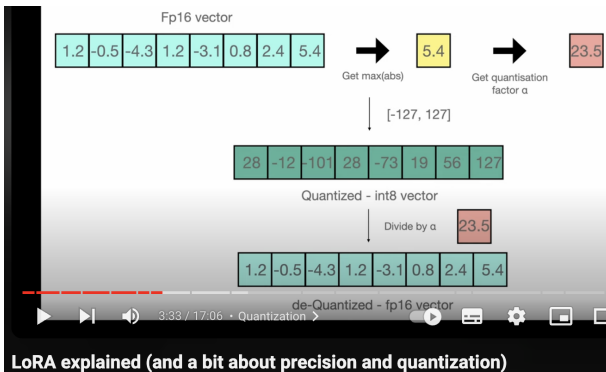 Fp16 vector
1.2 -0.5 -4.3 1.2 -3.1 0.8 2.4 5.4
5.4
23.5
Get max(abs)
Get quantisation
factor α
[-127, 127]
28 -12 -101 28 -73 19 56 127
Quantized - int8 vector
Divide by α
23.5
1.2 -0.5 -4.3 1.2 -3.1 0.8 2.4 5.4
de-Quantized - fp16 vector
3:33 / 17:06 • Quantization >
LoRA explained (and a bit about precision and quantization)